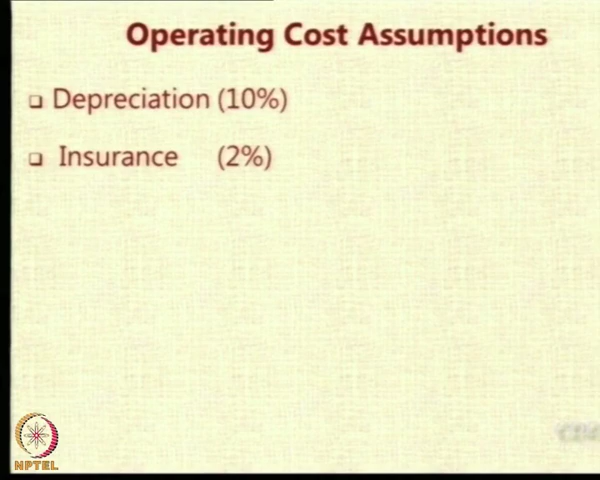 Operating Cost Assumptions
❑ Depreciation (10%)
❑ Insurance (2%)
NPTEL